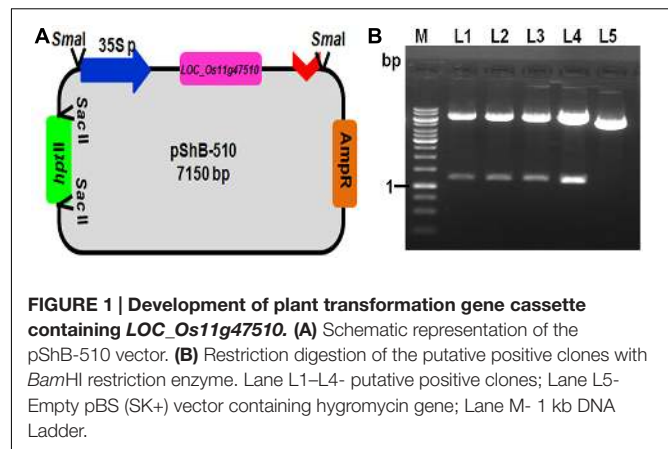 A
SmaI
35S p
LOC_Os11g47510
SmaI
Sac II
hptII
Sac II
pShB-510
7150 bp
AmpR
B
M L1 L2 L3 L4 L5
bp
1
FIGURE 1 | Development of plant transformation gene cassette
containing LOC_Os11g47510. (A) Schematic representation of the
pShB-510 vector. (B) Restriction digestion of the putative positive clones with
BamHI restriction enzyme. Lane L1–L4- putative positive clones; Lane L5-
Empty pBS (SK+) vector containing hygromycin gene; Lane M- 1 kb DNA
Ladder.